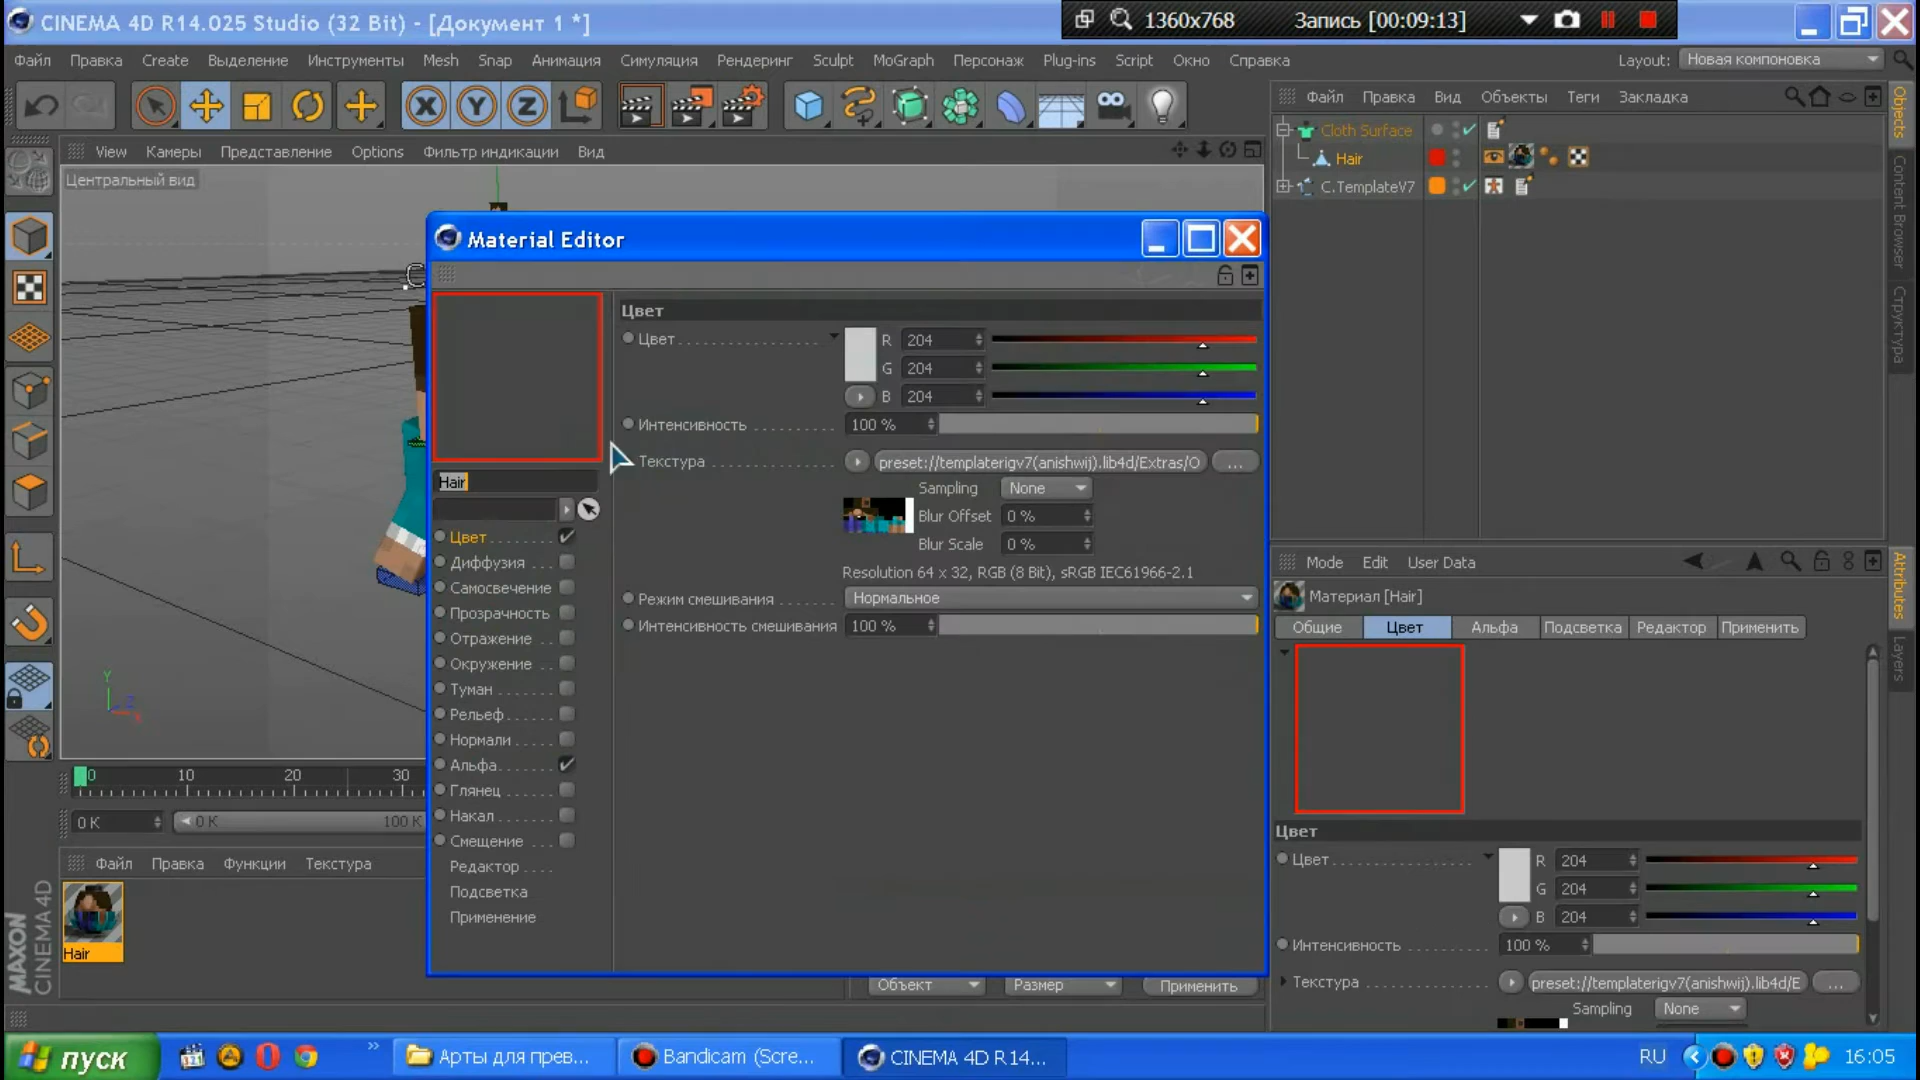 CINEMA 4D R14.025 Studio (32 Bit) - [Документ 1 *]
1360x768
Запись [00:09:13]
Файл Правка Create Выделение Инструменты Mesh Snap Анимация Симуляция Рендеринг Sculpt MoGraph Персонаж Plug-ins Script Окно Справка
Layout: Новая компоновка
X Y Z
Файл Правка Вид Объекты Теги Закладка
View Камеры Представление Options Фильтр индикации Вид
Центральный вид
Cloth Surface
Hair
C.TemplateV7
Objects
Content Browser
Структура
Material Editor
Цвет
Цвет
R 204
G 204
B 204
Интенсивность 100 %
Текстура preset://templaterigv7(anishwij).lib4d/Extras/O ...
Sampling None
Blur Offset 0 %
Blur Scale 0 %
Resolution 64 x 32, RGB (8 Bit), sRGB IEC61966-2.1
Режим смешивания Нормальное
Интенсивность смешивания 100 %
Hair
Цвет
Диффузия
Самосвечение
Прозрачность
Отражение
Окружение
Туман
Рельеф
Нормали
Альфа
Глянец
Накал
Смещение
Редактор
Подсветка
Применение
Mode Edit User Data
Материал [Hair]
Общие Цвет Альфа Подсветка Редактор Применить
Attributes
Layers
Цвет
Цвет
R 204
G 204
B 204
Интенсивность 100 %
Текстура preset://templaterigv7(anishwij).lib4d/E ...
Sampling None
Y
0 10 20 30
0 K
0 K 100 K
Файл Правка Функции Текстура
Hair
MAXON
CINEMA 4D
Объект Размер Применить
пуск
Арты для прев...
Bandicam (Scre...
CINEMA 4D R14...
RU
16:05